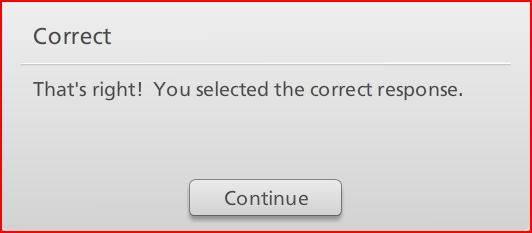 Correct
That's right!  You selected the correct response.
Continue